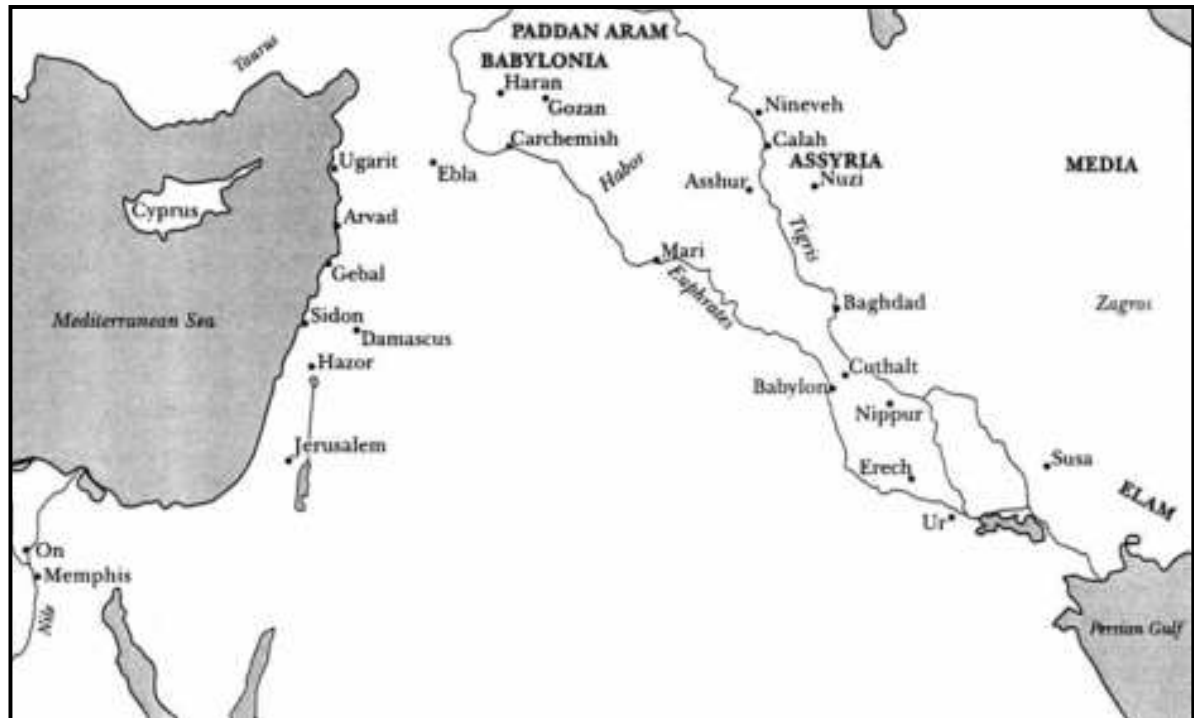 PADDAN ARAM
Taurus
BABYLONIA
Haran
Gozan
Nineveh
Carchemish
Calah
Ugarit
Ebla
Habor
ASSYRIA
MEDIA
Asshur
Nuzi
Cyprus
Arvad
Tigris
Mari
Gebal
Euphrates
Baghdad
Zagros
Mediterranean Sea
Sidon
Damascus
Hazor
Cuthalt
Babylon
Nippur
Jerusalem
Erech
Susa
ELAM
Ur
On
Memphis
Nile
Persian Gulf